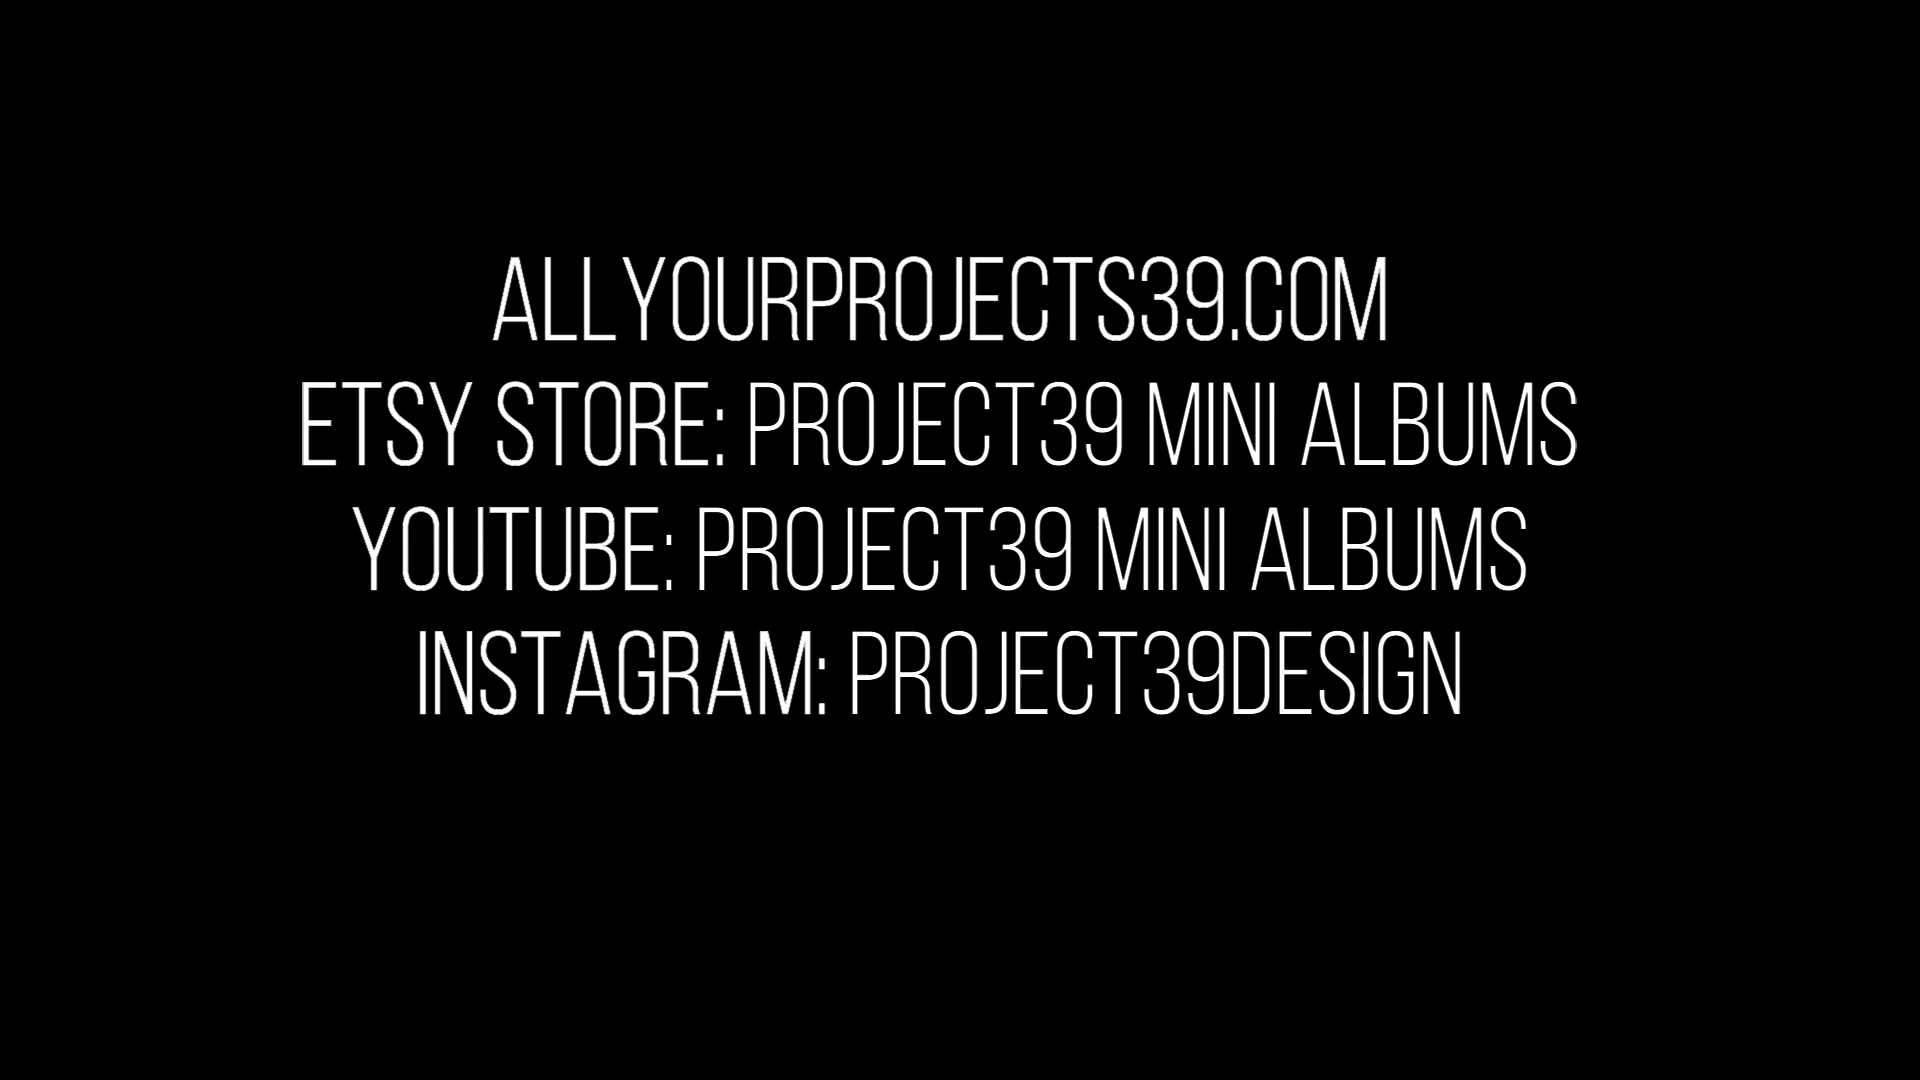 ALLYOURPROJECTS39.COM
ETSY STORE: PROJECT39 MINI ALBUMS
YOUTUBE: PROJECT39 MINI ALBUMS
INSTAGRAM: PROJECT39DESIGN